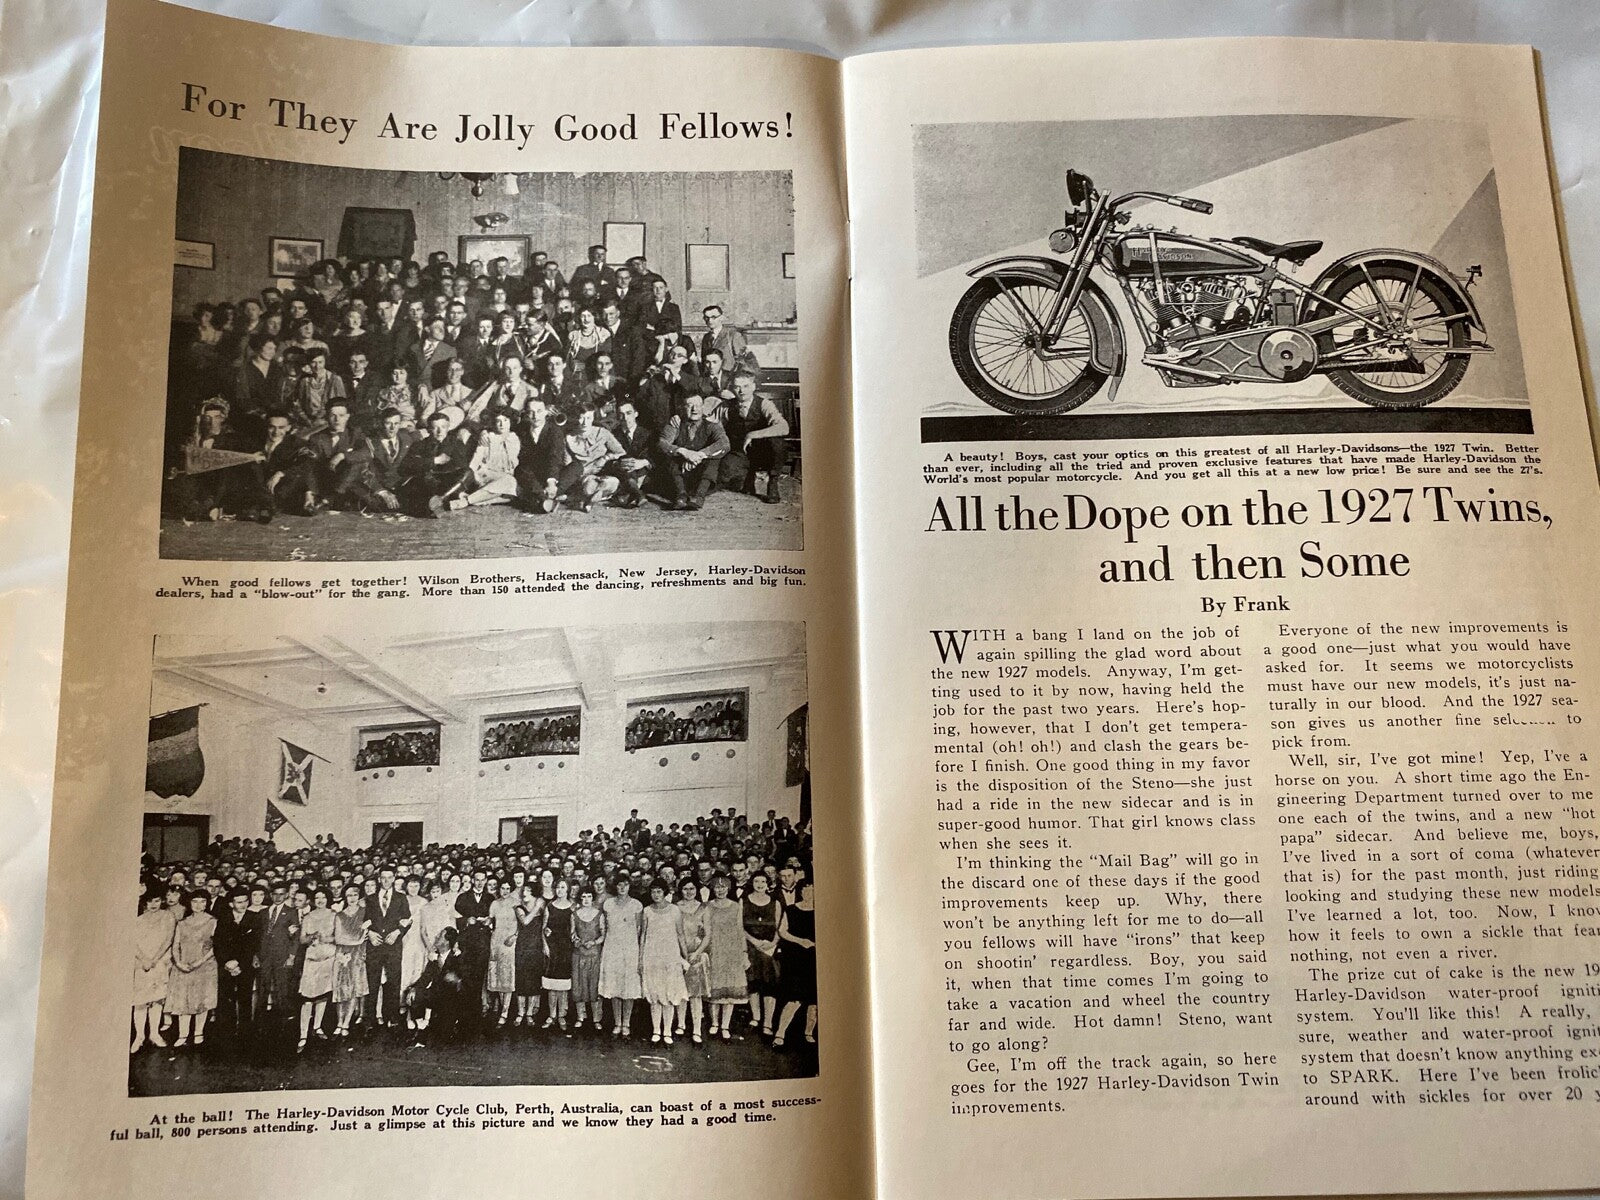 For They Are Jolly Good Fellows!
HARLEY
When good fellows get together! Wilson Brothers, Hackensack, New Jersey, Harley-Davidson
dealers, had a "blow-out" for the gang. More than 150 attended the dancing, refreshments and big fun.
At the ball! The Harley-Davidson Motor Cycle Club, Perth, Australia, can boast of a most success-
ful ball, 800 persons attending. Just a glimpse at this picture and we know they had a good time.
HARLEY
DAVIDSON
A beauty! Boys, cast your optics on this greatest of all Harley-Davidsons—the 1927 Twin. Better
than ever, including all the tried and proven exclusive features that have made Harley-Davidson the
World's most popular motorcycle. And you get all this at a new low price! Be sure and see the 27's.
All the Dope on the 1927 Twins,
and then Some
By Frank
WITH a bang I land on the job of
again spilling the glad word about
the new 1927 models. Anyway, I'm get-
ting used to it by now, having held the
job for the past two years. Here's hop-
ing, however, that I don't get tempera-
mental (oh! oh!) and clash the gears be-
fore I finish. One good thing in my favor
is the disposition of the Steno—she just
had a ride in the new sidecar and is in
super-good humor. That girl knows class
when she sees it.
I'm thinking the "Mail Bag" will go in
the discard one of these days if the good
improvements keep up. Why, there
won't be anything left for me to do—all
you fellows will have "irons" that keep
on shootin' regardless. Boy, you said
it, when that time comes I'm going to
take a vacation and wheel the country
far and wide. Hot damn! Steno, want
to go along?
Gee, I'm off the track again, so here
goes for the 1927 Harley-Davidson Twin
improvements.
Everyone of the new improvements is
a good one—just what you would have
asked for. It seems we motorcyclists
must have our new models, it's just na-
turally in our blood. And the 1927 sea-
son gives us another fine to
pick from.
Well, sir, I've got mine! Yep, I've a
horse on you. A short time ago the En-
gineering Department turned over to me
one each of the twins, and a new "hot
papa" sidecar. And believe me, boys,
I've lived in a sort of coma (whatever
that is) for the past month, just riding
looking and studying these new models
I've learned a lot, too. Now, I know
how it feels to own a sickle that fear
nothing, not even a river.
The prize cut of cake is the new 19
Harley-Davidson water-proof igniti
system. You'll like this! A really,
sure, weather and water-proof ignit
system that doesn't know anything ex
to SPARK. Here I've been frolic'
around with sickles for over 20 y